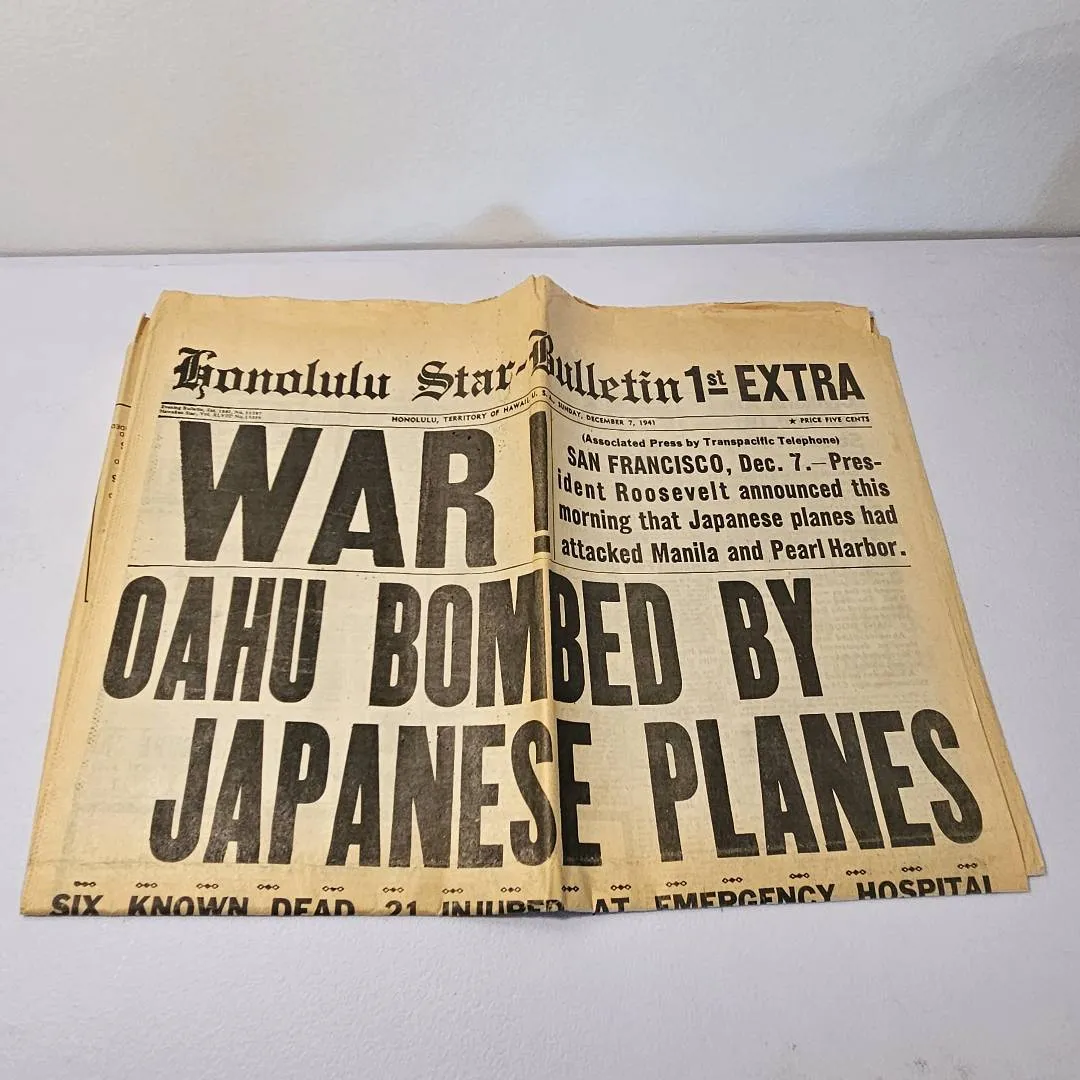 Honolulu Star-Bulletin 1st EXTRA
HONOLULU, TERRITORY OF HAWAII, U. S. A., SUNDAY, DECEMBER 7, 1941
★ PRICE FIVE CENTS
WAR!
(Associated Press by Transpacific Telephone)
SAN FRANCISCO, Dec. 7.—Pres-
ident Roosevelt announced this
morning that Japanese planes had
attacked Manila and Pearl Harbor.
OAHU BOMBED BY
JAPANESE PLANES
SIX KNOWN DEAD, 21 INJURED, AT EMERGENCY HOSPITAL